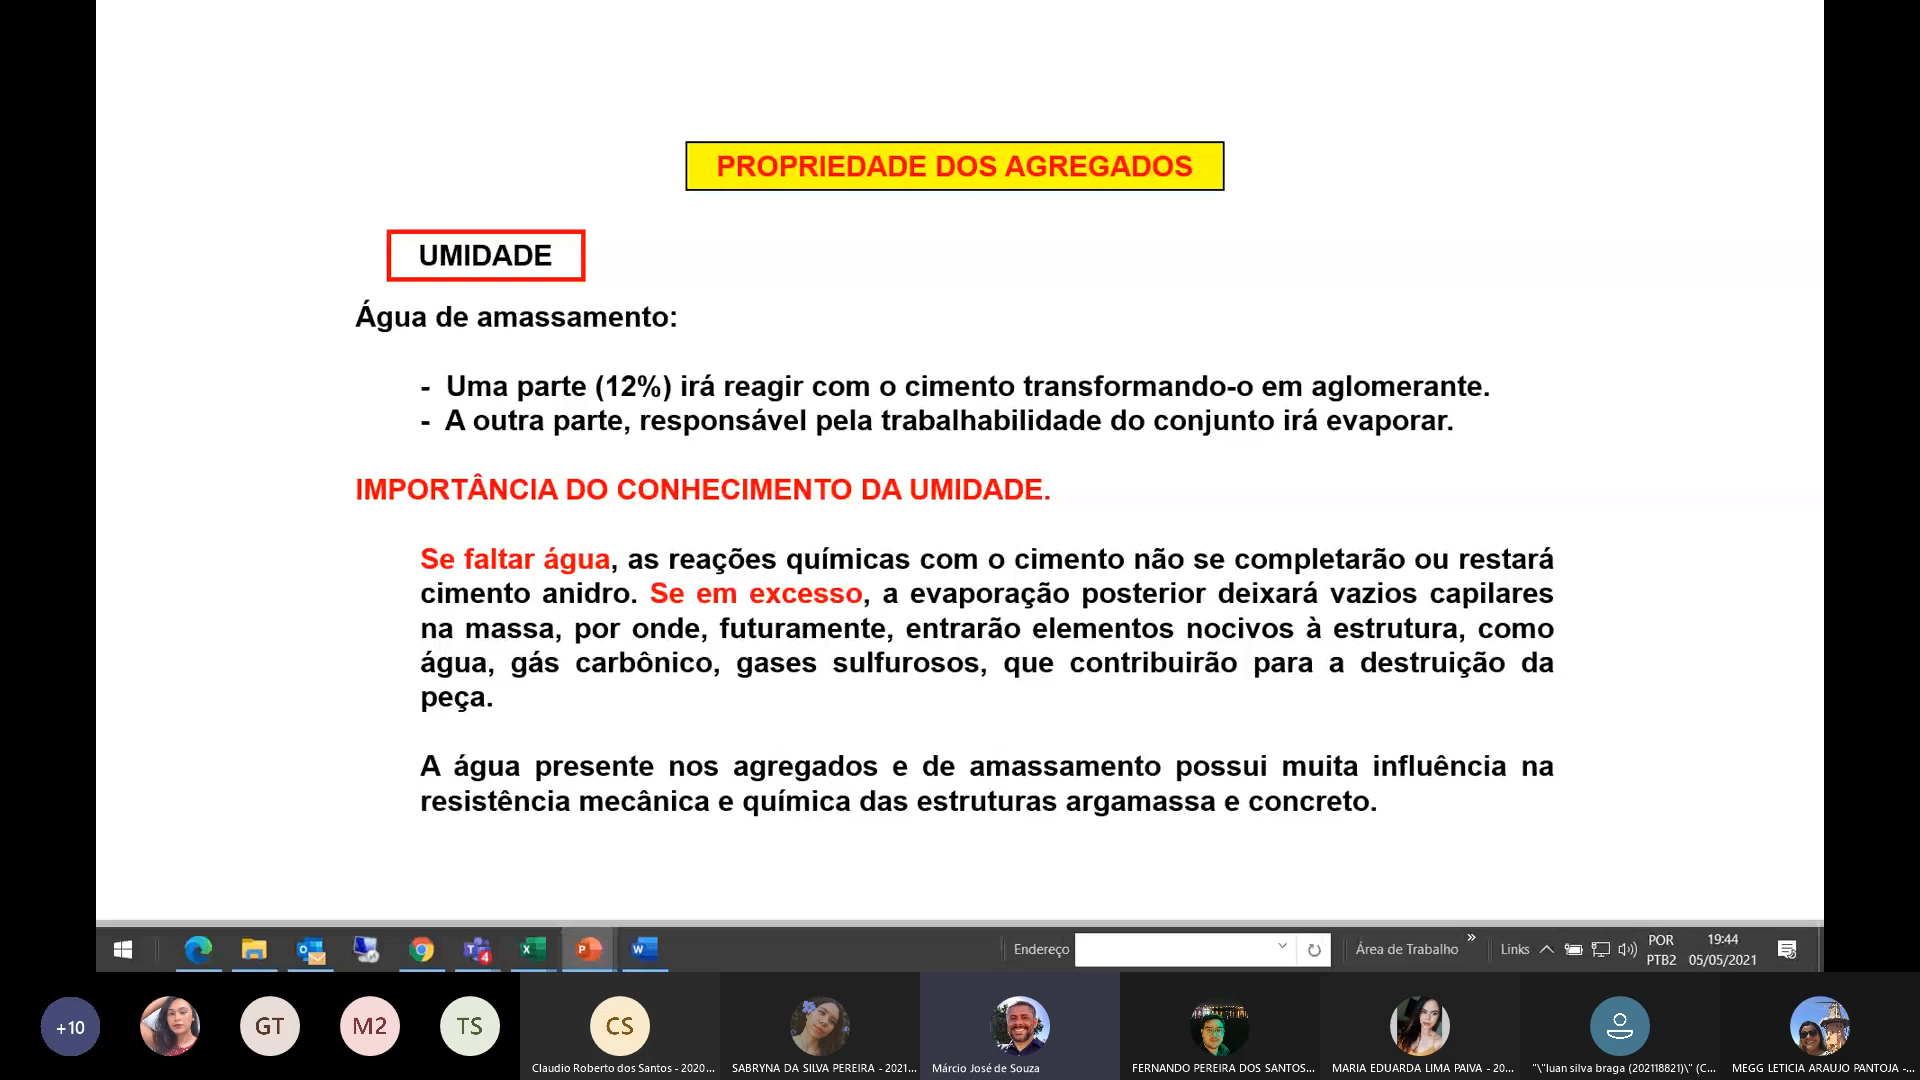 PROPRIEDADE DOS AGREGADOS
UMIDADE
Água de amassamento:
- Uma parte (12%) irá reagir com o cimento transformando-o em aglomerante.
- A outra parte, responsável pela trabalhabilidade do conjunto irá evaporar.
IMPORTÂNCIA DO CONHECIMENTO DA UMIDADE.
Se faltar água, as reações químicas com o cimento não se completarão ou restará
cimento anidro. Se em excesso, a evaporação posterior deixará vazios capilares
na massa, por onde, futuramente, entrarão elementos nocivos à estrutura, como
água, gás carbônico, gases sulfurosos, que contribuirão para a destruição da
peça.
A água presente nos agregados e de amassamento possui muita influência na
resistência mecânica e química das estruturas argamassa e concreto.
Endereço
Área de Trabalho
»
Links
POR
PTB2
19:44
05/05/2021
4
+10
GT
M2
TS
CS
Claudio Roberto dos Santos - 2020...
SABRYNA DA SILVA PEREIRA - 2021...
Márcio José de Souza
FERNANDO PEREIRA DOS SANTOS...
MARIA EDUARDA LIMA PAIVA - 20...
"\"luan silva braga (202118821)\" (C...
MEGG LETICIA ARAUJO PANTOJA -...